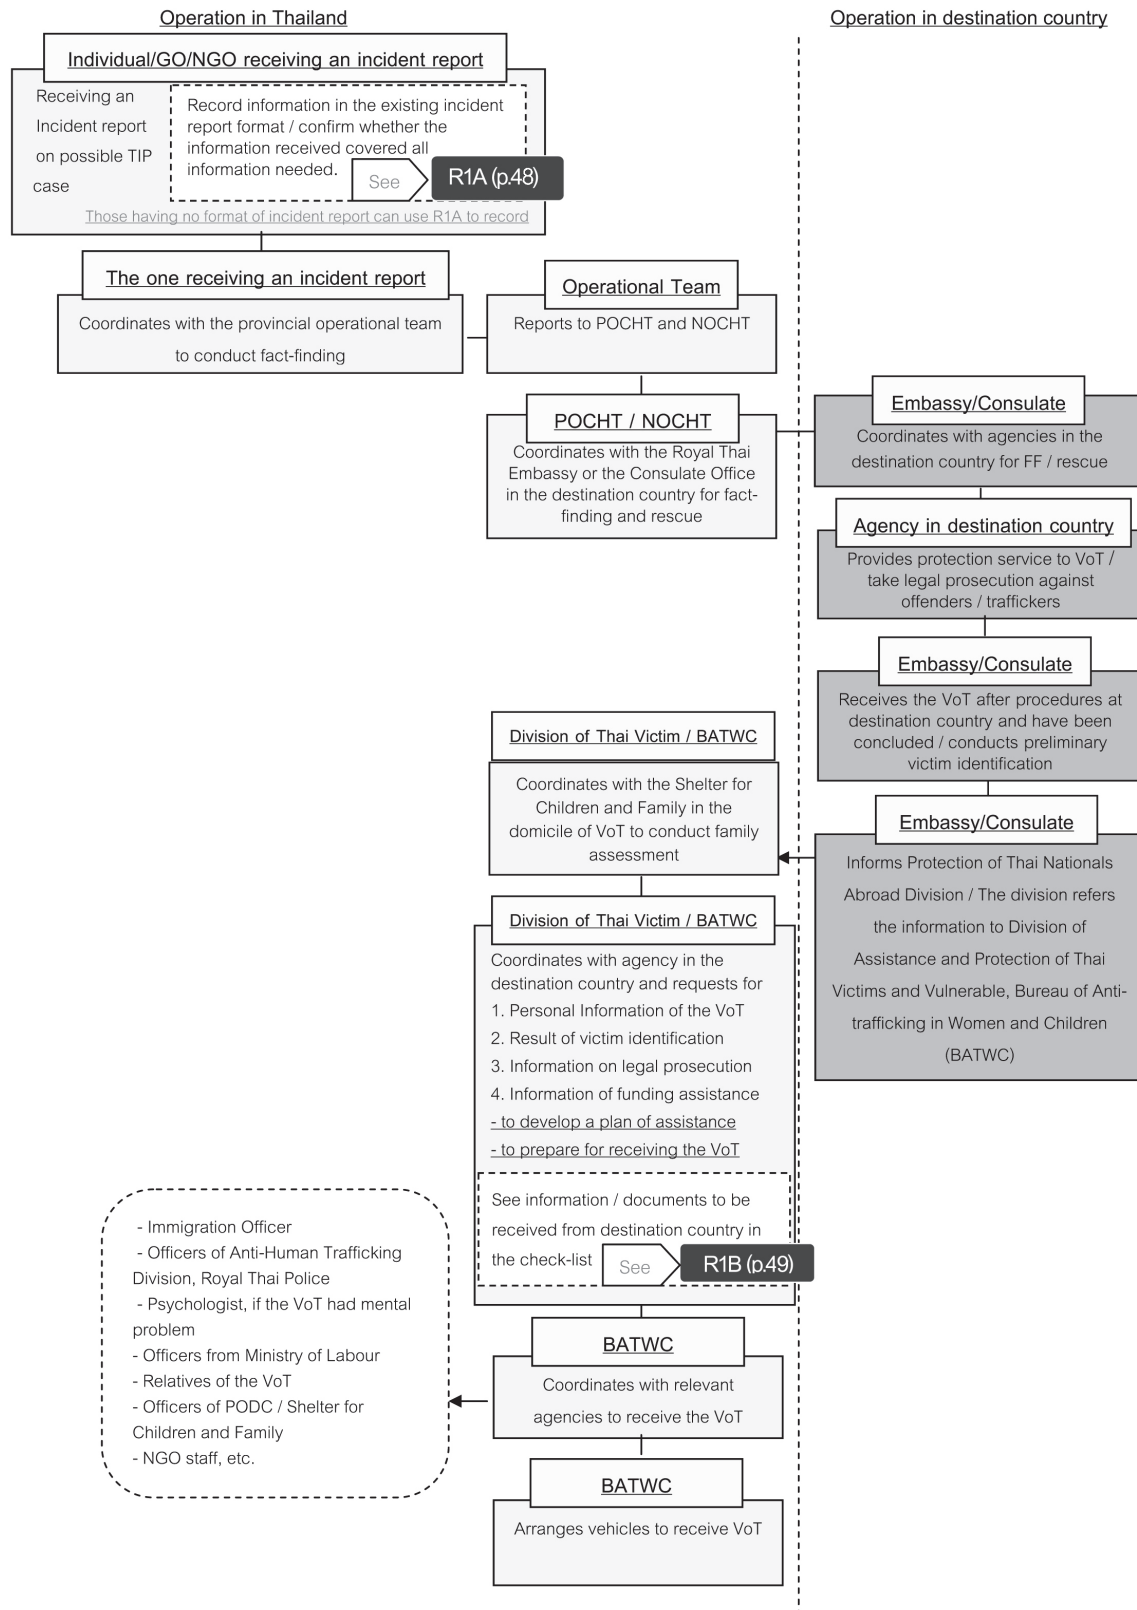 Operation in Thailand
Operation in destination country
Individual/GO/NGO receiving an incident report
Receiving an
Incident report
on possible TIP
case
Record information in the existing incident
report format / confirm whether the
information received covered all
information needed.
See
R1A (p.48)
Those having no format of incident report can use R1A to record
The one receiving an incident report
Coordinates with the provincial operational team
to conduct fact-finding
Operational Team
Reports to POCHT and NOCHT
POCHT / NOCHT
Coordinates with the Royal Thai
Embassy or the Consulate Office
in the destination country for fact-
finding and rescue
Embassy/Consulate
Coordinates with agencies in the
destination country for FF / rescue
Agency in destination country
Provides protection service to VoT /
take legal prosecution against
offenders / traffickers
Embassy/Consulate
Receives the VoT after procedures at
destination country and have been
concluded / conducts preliminary
victim identification
Embassy/Consulate
Informs Protection of Thai Nationals
Abroad Division / The division refers
the information to Division of
Assistance and Protection of Thai
Victims and Vulnerable, Bureau of Anti-
trafficking in Women and Children
(BATWC)
Division of Thai Victim / BATWC
Coordinates with the Shelter for
Children and Family in the
domicile of VoT to conduct family
assessment
Division of Thai Victim / BATWC
Coordinates with agency in the
destination country and requests for
1. Personal Information of the VoT
2. Result of victim identification
3. Information on legal prosecution
4. Information of funding assistance
- to develop a plan of assistance
- to prepare for receiving the VoT
See information / documents to be
received from destination country in
the check-list
See
R1B (p.49)
BATWC
Coordinates with relevant
agencies to receive the VoT
- Immigration Officer
- Officers of Anti-Human Trafficking
Division, Royal Thai Police
- Psychologist, if the VoT had mental
problem
- Officers from Ministry of Labour
- Relatives of the VoT
- Officers of PODC / Shelter for
Children and Family
- NGO staff, etc.
BATWC
Arranges vehicles to receive VoT